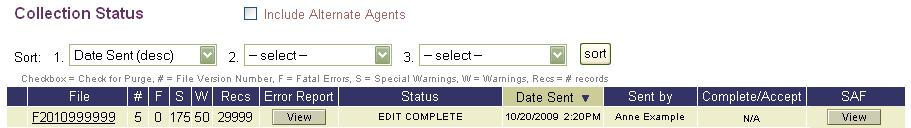 Collection Status Include Alternate Agents
Sort: 1. Date Sent (desc) 2. -- select -- 3. -- select -- sort
Checkbox = Check for Purge, # = File Version Number, F = Fatal Errors, S = Special Warnings, W = Warnings, Recs = # records
File # F S W Recs Error Report Status Date Sent ▼ Sent by Complete/Accept SAF
F2010999999 5 0 175 50 29999 View EDIT COMPLETE 10/20/2009 2:20PM Anne Example N/A View